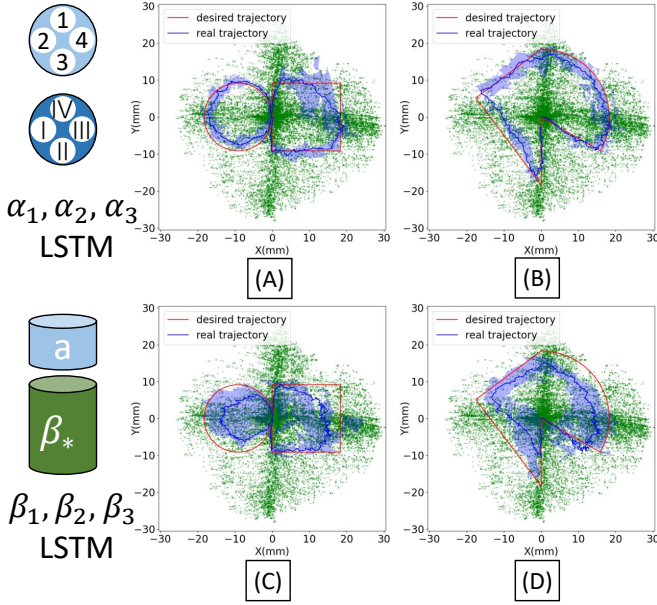 1
2 4
3
IV
I III
II
α₁, α₂, α₃
LSTM
30
20
10
0
−10
−20
−30
Y(mm)
desired trajectory
real trajectory
−30 −20 −10 0 10 20 30
X(mm)
(A)
30
20
10
0
−10
−20
−30
Y(mm)
desired trajectory
real trajectory
−30 −20 −10 0 10 20 30
X(mm)
(B)
a
β*
β₁, β₂, β₃
LSTM
30
20
10
0
−10
−20
−30
Y(mm)
desired trajectory
real trajectory
−30 −20 −10 0 10 20 30
X(mm)
(C)
30
20
10
0
−10
−20
−30
Y(mm)
desired trajectory
real trajectory
−30 −20 −10 0 10 20 30
X(mm)
(D)